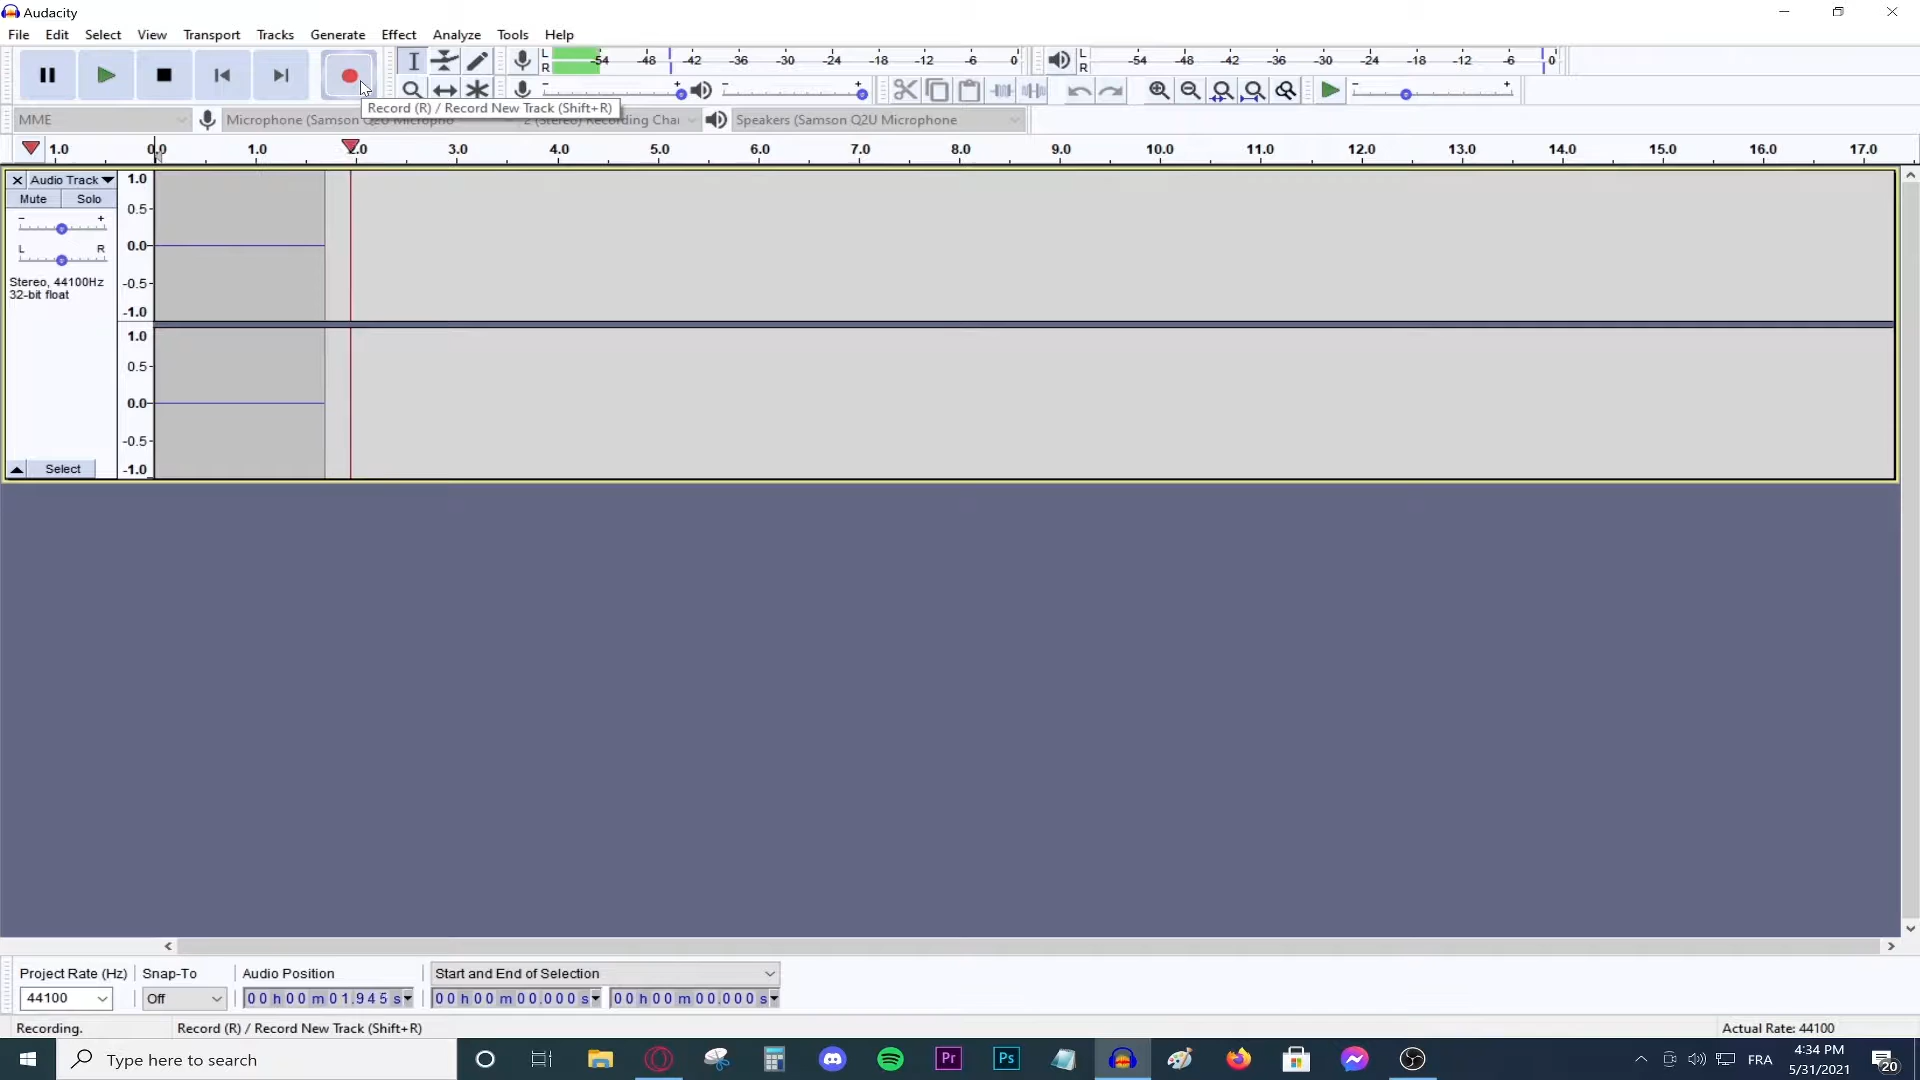 Audacity
File Edit Select View Transport Tracks Generate Effect Analyze Tools Help
L -54 -48 -42 -36 -30 -24 -18 -12 -6 0 L -54 -48 -42 -36 -30 -24 -18 -12 -6 0
R R
- + - + - +
Record (R) / Record New Track (Shift+R)
MME Microphone (Samson Q2U Micropho 2 (Stereo) Recording Chai Speakers (Samson Q2U Microphone
1.0 0.0 1.0 2.0 3.0 4.0 5.0 6.0 7.0 8.0 9.0 10.0 11.0 12.0 13.0 14.0 15.0 16.0 17.0
Audio Track 1.0
Mute Solo 0.5
- +
L R 0.0
Stereo, 44100Hz -0.5
32-bit float
-1.0
1.0
0.5
0.0
-0.5
Select -1.0
Project Rate (Hz) Snap-To Audio Position Start and End of Selection
44100 Off 00 h 00 m 01.945 s 00 h 00 m 00.000 s 00 h 00 m 00.000 s
Recording. Record (R) / Record New Track (Shift+R) Actual Rate: 44100
Type here to search Pr Ps FRA 4:34 PM
5/31/2021 20